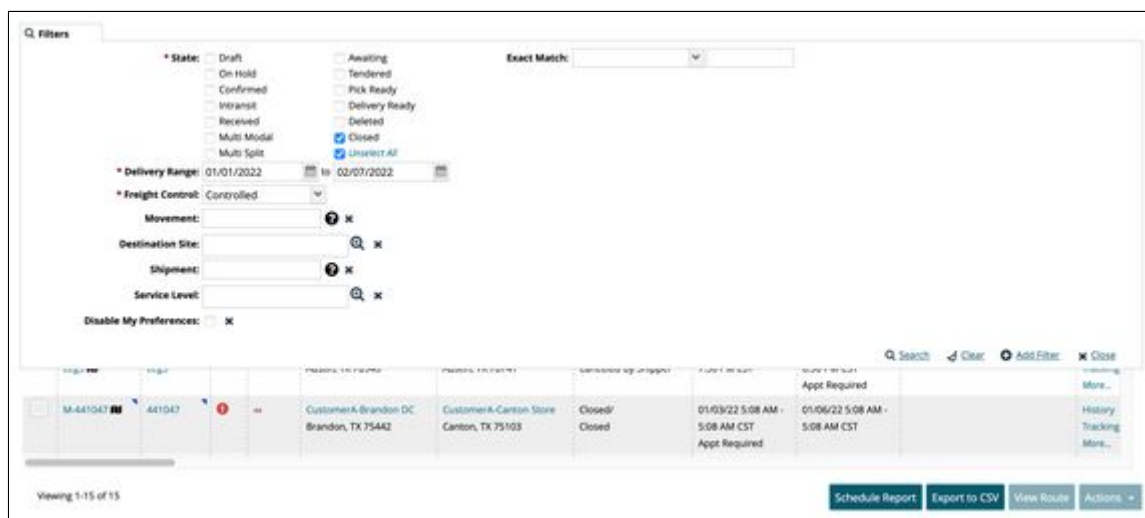 Filters
* State: Draft Awaiting Exact Match:
On Hold Tendered
Confirmed Pick Ready
Intransit Delivery Ready
Received Deleted
Multi Modal Closed
Multi Split Unselect All
* Delivery Range: 01/01/2022 to 02/07/2022
* Freight Control: Controlled
Movement:
Destination Site:
Shipment:
Service Level:
Disable My Preferences:
Search Clear Add Filter Close
Appt Required More...
M-441047 441047 CustomerA-Brandon DC CustomerA-Canton Store Closed/ 01/03/22 5:08 AM - 01/06/22 5:08 AM - History
Brandon, TX 75442 Canton, TX 75103 Closed 5:08 AM CST 5:08 AM CST Tracking
Appt Required More...
Viewing 1-15 of 15 Schedule Report Export to CSV View Route Actions